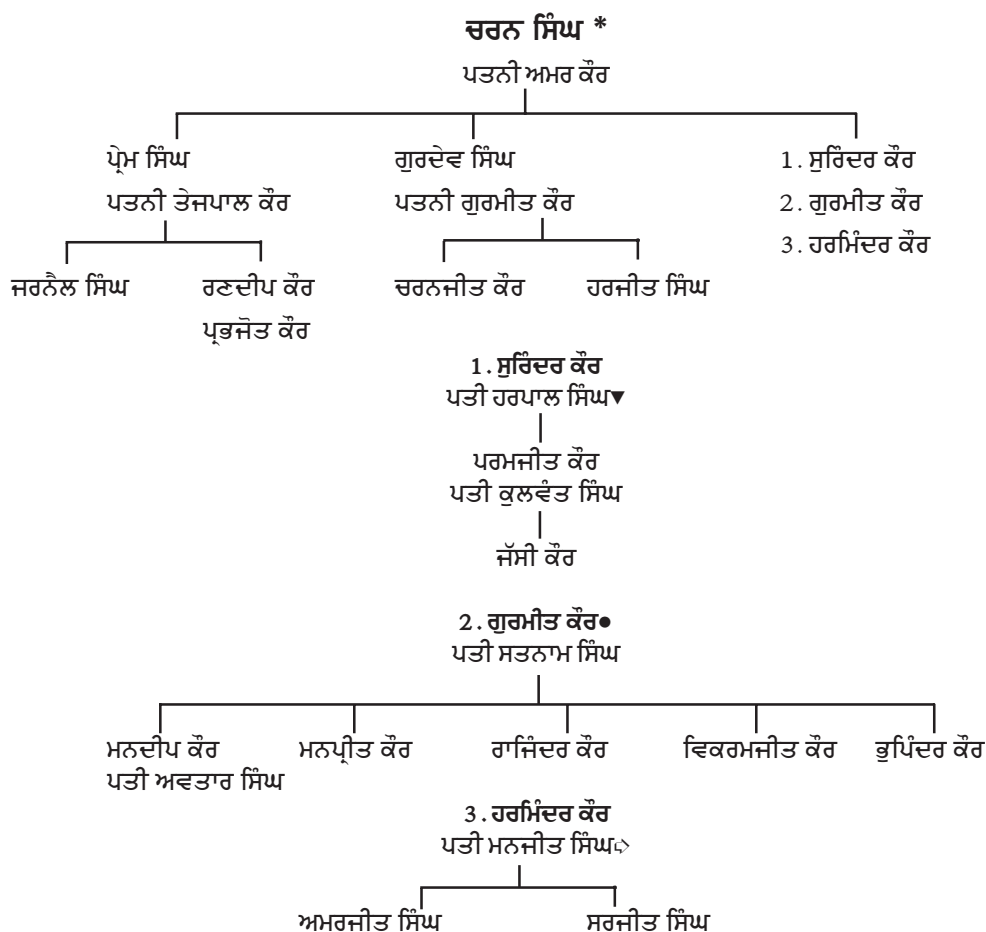 ਚਰਨ ਸਿੰਘ *
ਪਤਨੀ ਅਮਰ ਕੌਰ
ਪ੍ਰੇਮ ਸਿੰਘ ਗੁਰਦੇਵ ਸਿੰਘ 1. ਸੁਰਿੰਦਰ ਕੌਰ
ਪਤਨੀ ਤੇਜਪਾਲ ਕੌਰ ਪਤਨੀ ਗੁਰਮੀਤ ਕੌਰ 2. ਗੁਰਮੀਤ ਕੌਰ
3. ਹਰਮਿੰਦਰ ਕੌਰ
ਜਰਨੈਲ ਸਿੰਘ ਰਣਦੀਪ ਕੌਰ ਚਰਨਜੀਤ ਕੌਰ ਹਰਜੀਤ ਸਿੰਘ
ਪ੍ਰਭਜੋਤ ਕੌਰ
1. ਸੁਰਿੰਦਰ ਕੌਰ
ਪਤੀ ਹਰਪਾਲ ਸਿੰਘ▼
ਪਰਮਜੀਤ ਕੌਰ
ਪਤੀ ਕੁਲਵੰਤ ਸਿੰਘ
ਜੱਸੀ ਕੌਰ
2. ਗੁਰਮੀਤ ਕੌਰ●
ਪਤੀ ਸਤਨਾਮ ਸਿੰਘ
ਮਨਦੀਪ ਕੌਰ ਮਨਪ੍ਰੀਤ ਕੌਰ ਰਾਜਿੰਦਰ ਕੌਰ ਵਿਕਰਮਜੀਤ ਕੌਰ ਭੁਪਿੰਦਰ ਕੌਰ
ਪਤੀ ਅਵਤਾਰ ਸਿੰਘ
3. ਹਰਮਿੰਦਰ ਕੌਰ
ਪਤੀ ਮਨਜੀਤ ਸਿੰਘ➪
ਅਮਰਜੀਤ ਸਿੰਘ ਸਰਜੀਤ ਸਿੰਘ